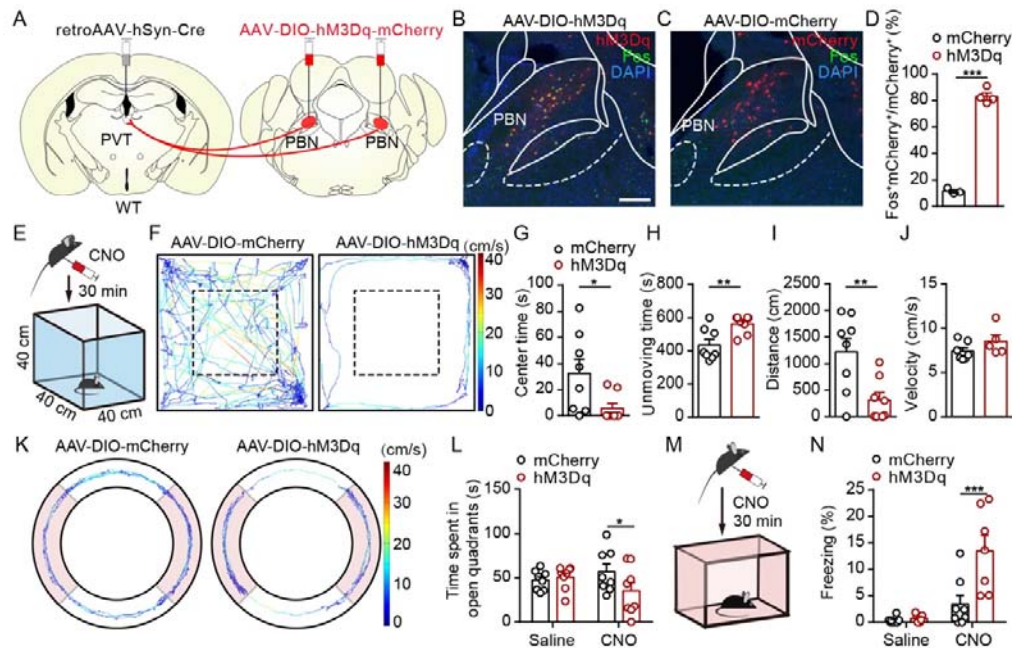 A
retroAAV-hSyn-Cre
AAV-DIO-hM3Dq-mCherry
PVT
PBN
PBN
WT
B
AAV-DIO-hM3Dq
hM3Dq
Fos
DAPI
PBN
C
AAV-DIO-mCherry
mCherry
Fos
DAPI
PBN
D
mCherry
hM3Dq
Fos⁺mCherry⁺/mCherry⁺ (%)
100
80
60
40
20
0
***
E
CNO
30 min
40 cm
40 cm
40 cm
F
AAV-DIO-mCherry
AAV-DIO-hM3Dq
(cm/s)
40
30
20
10
0
G
mCherry
hM3Dq
Center time (s)
100
80
60
40
20
0
*
H
Unmoving time (s)
800
600
400
200
0
**
I
Distance (cm)
2500
2000
1500
1000
500
0
**
J
Velocity (cm/s)
15
10
5
0
K
AAV-DIO-mCherry
AAV-DIO-hM3Dq
(cm/s)
40
30
20
10
0
L
mCherry
hM3Dq
Time spent in
open quadrants (s)
150
100
50
0
*
Saline
CNO
M
CNO
30 min
N
mCherry
hM3Dq
Freezing (%)
25
20
15
10
5
0
***
Saline
CNO